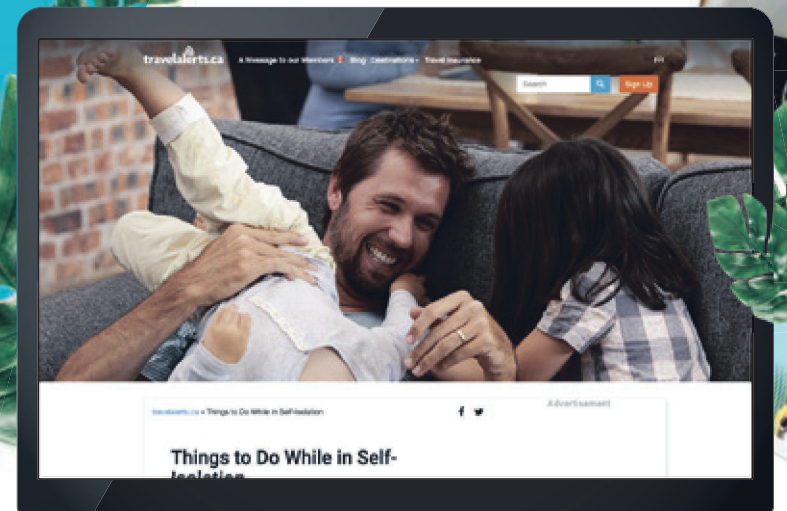 travelalerts.ca
A Message to our Members Blog Destinations Travel Insurance FR
Search Sign Up
travelalerts.ca » Things to Do While in Self-Isolation
Advertisement
Things to Do While in Self-
Isolation